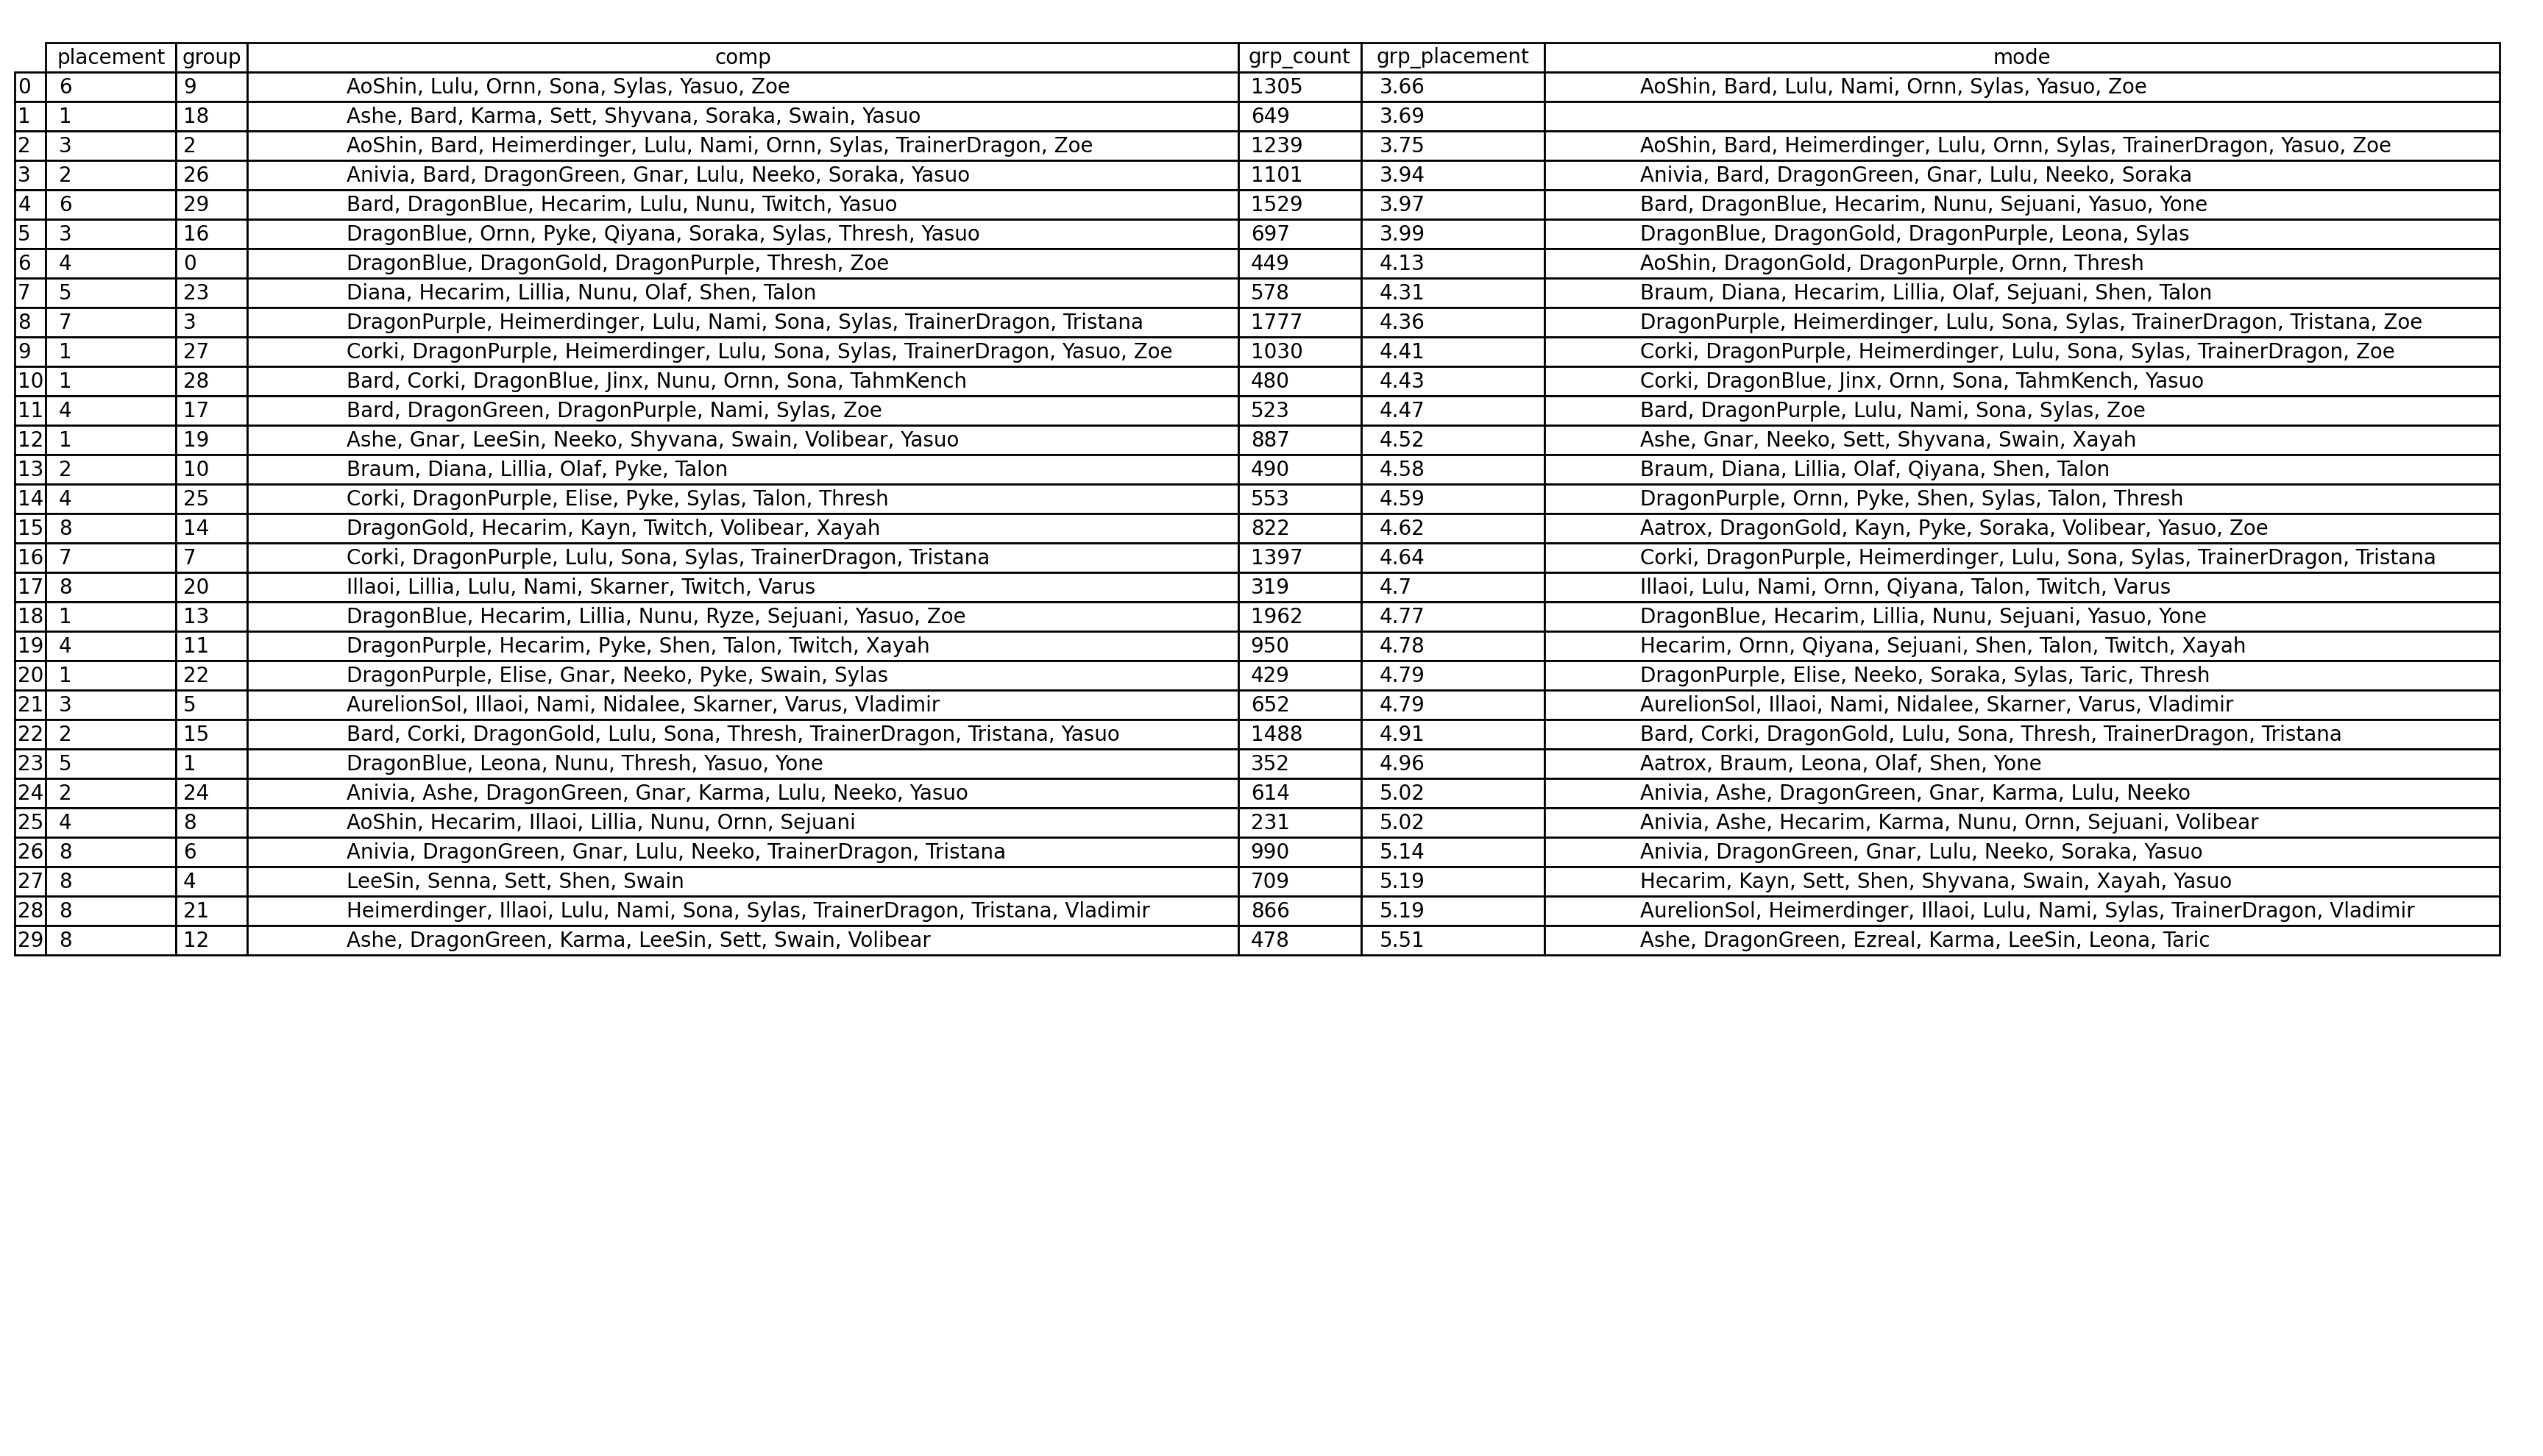 placement group comp grp_count grp_placement mode
0 6 9 AoShin, Lulu, Ornn, Sona, Sylas, Yasuo, Zoe 1305 3.66 AoShin, Bard, Lulu, Nami, Ornn, Sylas, Yasuo, Zoe
1 1 18 Ashe, Bard, Karma, Sett, Shyvana, Soraka, Swain, Yasuo 649 3.69
2 3 2 AoShin, Bard, Heimerdinger, Lulu, Nami, Ornn, Sylas, TrainerDragon, Zoe 1239 3.75 AoShin, Bard, Heimerdinger, Lulu, Ornn, Sylas, TrainerDragon, Yasuo, Zoe
3 2 26 Anivia, Bard, DragonGreen, Gnar, Lulu, Neeko, Soraka, Yasuo 1101 3.94 Anivia, Bard, DragonGreen, Gnar, Lulu, Neeko, Soraka
4 6 29 Bard, DragonBlue, Hecarim, Lulu, Nunu, Twitch, Yasuo 1529 3.97 Bard, DragonBlue, Hecarim, Nunu, Sejuani, Yasuo, Yone
5 3 16 DragonBlue, Ornn, Pyke, Qiyana, Soraka, Sylas, Thresh, Yasuo 697 3.99 DragonBlue, DragonGold, DragonPurple, Leona, Sylas
6 4 0 DragonBlue, DragonGold, DragonPurple, Thresh, Zoe 449 4.13 AoShin, DragonGold, DragonPurple, Ornn, Thresh
7 5 23 Diana, Hecarim, Lillia, Nunu, Olaf, Shen, Talon 578 4.31 Braum, Diana, Hecarim, Lillia, Olaf, Sejuani, Shen, Talon
8 7 3 DragonPurple, Heimerdinger, Lulu, Nami, Sona, Sylas, TrainerDragon, Tristana 1777 4.36 DragonPurple, Heimerdinger, Lulu, Sona, Sylas, TrainerDragon, Tristana, Zoe
9 1 27 Corki, DragonPurple, Heimerdinger, Lulu, Sona, Sylas, TrainerDragon, Yasuo, Zoe 1030 4.41 Corki, DragonPurple, Heimerdinger, Lulu, Sona, Sylas, TrainerDragon, Zoe
10 1 28 Bard, Corki, DragonBlue, Jinx, Nunu, Ornn, Sona, TahmKench 480 4.43 Corki, DragonBlue, Jinx, Ornn, Sona, TahmKench, Yasuo
11 4 17 Bard, DragonGreen, DragonPurple, Nami, Sylas, Zoe 523 4.47 Bard, DragonPurple, Lulu, Nami, Sona, Sylas, Zoe
12 1 19 Ashe, Gnar, LeeSin, Neeko, Shyvana, Swain, Volibear, Yasuo 887 4.52 Ashe, Gnar, Neeko, Sett, Shyvana, Swain, Xayah
13 2 10 Braum, Diana, Lillia, Olaf, Pyke, Talon 490 4.58 Braum, Diana, Lillia, Olaf, Qiyana, Shen, Talon
14 4 25 Corki, DragonPurple, Elise, Pyke, Sylas, Talon, Thresh 553 4.59 DragonPurple, Ornn, Pyke, Shen, Sylas, Talon, Thresh
15 8 14 DragonGold, Hecarim, Kayn, Twitch, Volibear, Xayah 822 4.62 Aatrox, DragonGold, Kayn, Pyke, Soraka, Volibear, Yasuo, Zoe
16 7 7 Corki, DragonPurple, Lulu, Sona, Sylas, TrainerDragon, Tristana 1397 4.64 Corki, DragonPurple, Heimerdinger, Lulu, Sona, Sylas, TrainerDragon, Tristana
17 8 20 Illaoi, Lillia, Lulu, Nami, Skarner, Twitch, Varus 319 4.7 Illaoi, Lulu, Nami, Ornn, Qiyana, Talon, Twitch, Varus
18 1 13 DragonBlue, Hecarim, Lillia, Nunu, Ryze, Sejuani, Yasuo, Zoe 1962 4.77 DragonBlue, Hecarim, Lillia, Nunu, Sejuani, Yasuo, Yone
19 4 11 DragonPurple, Hecarim, Pyke, Shen, Talon, Twitch, Xayah 950 4.78 Hecarim, Ornn, Qiyana, Sejuani, Shen, Talon, Twitch, Xayah
20 1 22 DragonPurple, Elise, Gnar, Neeko, Pyke, Swain, Sylas 429 4.79 DragonPurple, Elise, Neeko, Soraka, Sylas, Taric, Thresh
21 3 5 AurelionSol, Illaoi, Nami, Nidalee, Skarner, Varus, Vladimir 652 4.79 AurelionSol, Illaoi, Nami, Nidalee, Skarner, Varus, Vladimir
22 2 15 Bard, Corki, DragonGold, Lulu, Sona, Thresh, TrainerDragon, Tristana, Yasuo 1488 4.91 Bard, Corki, DragonGold, Lulu, Sona, Thresh, TrainerDragon, Tristana
23 5 1 DragonBlue, Leona, Nunu, Thresh, Yasuo, Yone 352 4.96 Aatrox, Braum, Leona, Olaf, Shen, Yone
24 2 24 Anivia, Ashe, DragonGreen, Gnar, Karma, Lulu, Neeko, Yasuo 614 5.02 Anivia, Ashe, DragonGreen, Gnar, Karma, Lulu, Neeko
25 4 8 AoShin, Hecarim, Illaoi, Lillia, Nunu, Ornn, Sejuani 231 5.02 Anivia, Ashe, Hecarim, Karma, Nunu, Ornn, Sejuani, Volibear
26 8 6 Anivia, DragonGreen, Gnar, Lulu, Neeko, TrainerDragon, Tristana 990 5.14 Anivia, DragonGreen, Gnar, Lulu, Neeko, Soraka, Yasuo
27 8 4 LeeSin, Senna, Sett, Shen, Swain 709 5.19 Hecarim, Kayn, Sett, Shen, Shyvana, Swain, Xayah, Yasuo
28 8 21 Heimerdinger, Illaoi, Lulu, Nami, Sona, Sylas, TrainerDragon, Tristana, Vladimir 866 5.19 AurelionSol, Heimerdinger, Illaoi, Lulu, Nami, Sylas, TrainerDragon, Vladimir
29 8 12 Ashe, DragonGreen, Karma, LeeSin, Sett, Swain, Volibear 478 5.51 Ashe, DragonGreen, Ezreal, Karma, LeeSin, Leona, Taric